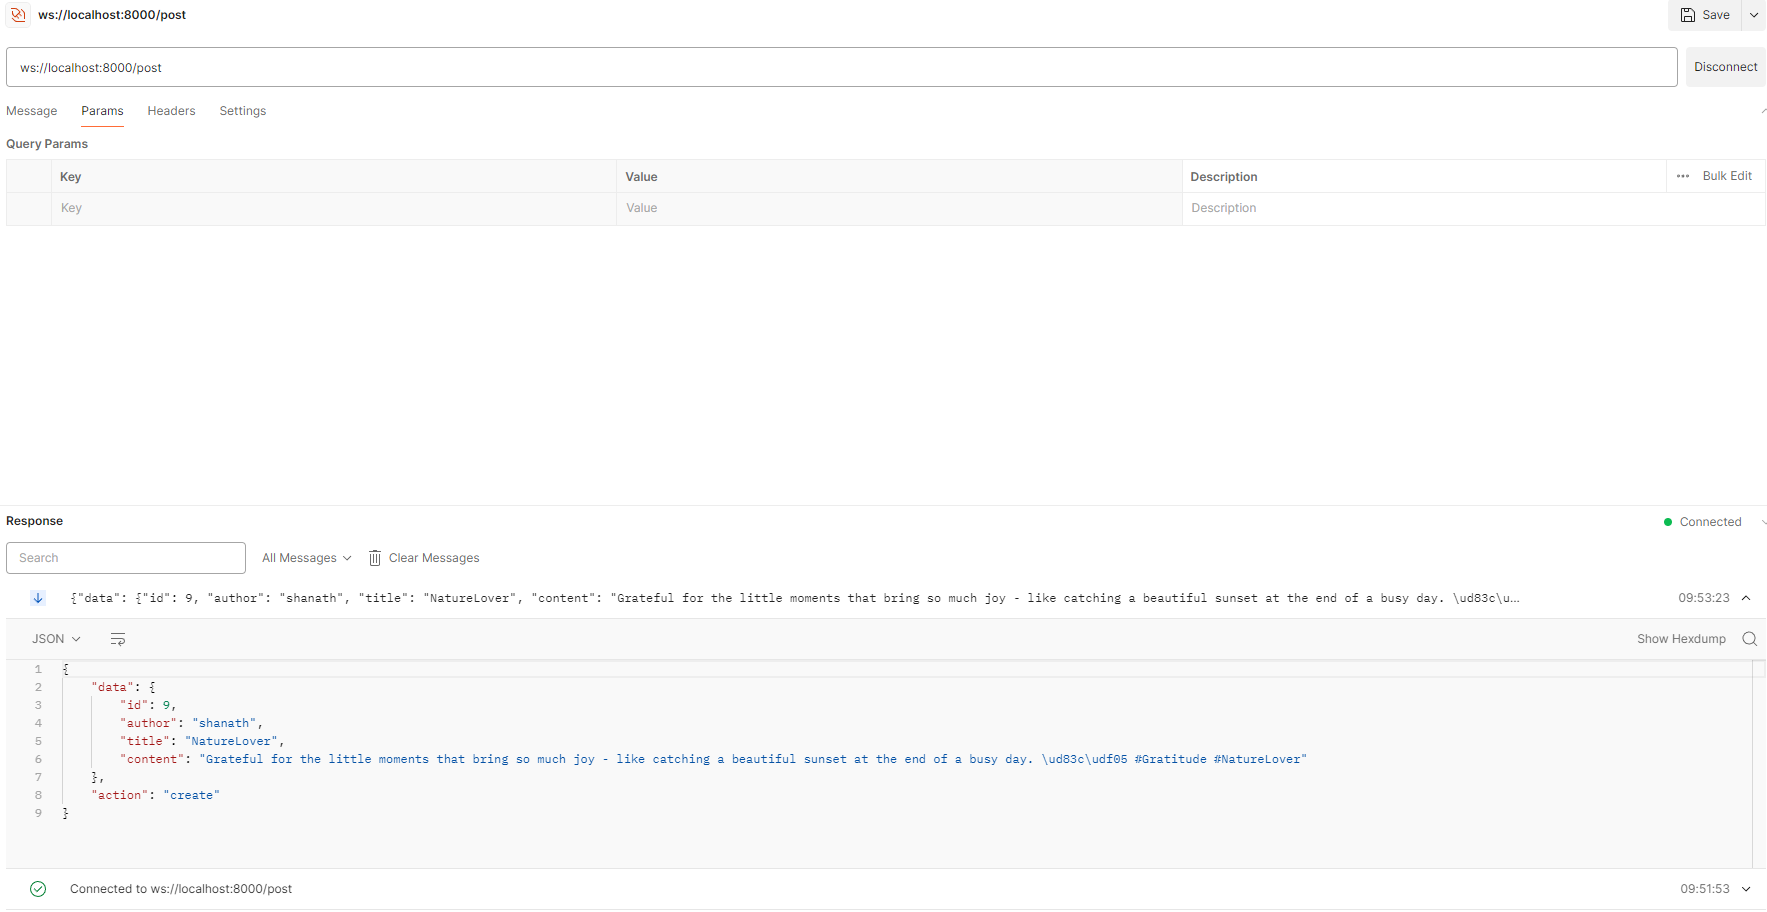 ws://localhost:8000/post
Save
ws://localhost:8000/post
Disconnect
Message Params Headers Settings
Query Params
Key Value Description ••• Bulk Edit
Key Value Description
Response
Connected
Search All Messages Clear Messages
{"data": {"id": 9, "author": "shanath", "title": "NatureLover", "content": "Grateful for the little moments that bring so much joy - like catching a beautiful sunset at the end of a busy day. \ud83c\u... 09:53:23
JSON Show Hexdump
1 {
2 "data": {
3 "id": 9,
4 "author": "shanath",
5 "title": "NatureLover",
6 "content": "Grateful for the little moments that bring so much joy - like catching a beautiful sunset at the end of a busy day. \ud83c\udf05 #Gratitude #NatureLover"
7 },
8 "action": "create"
9 }
Connected to ws://localhost:8000/post 09:51:53